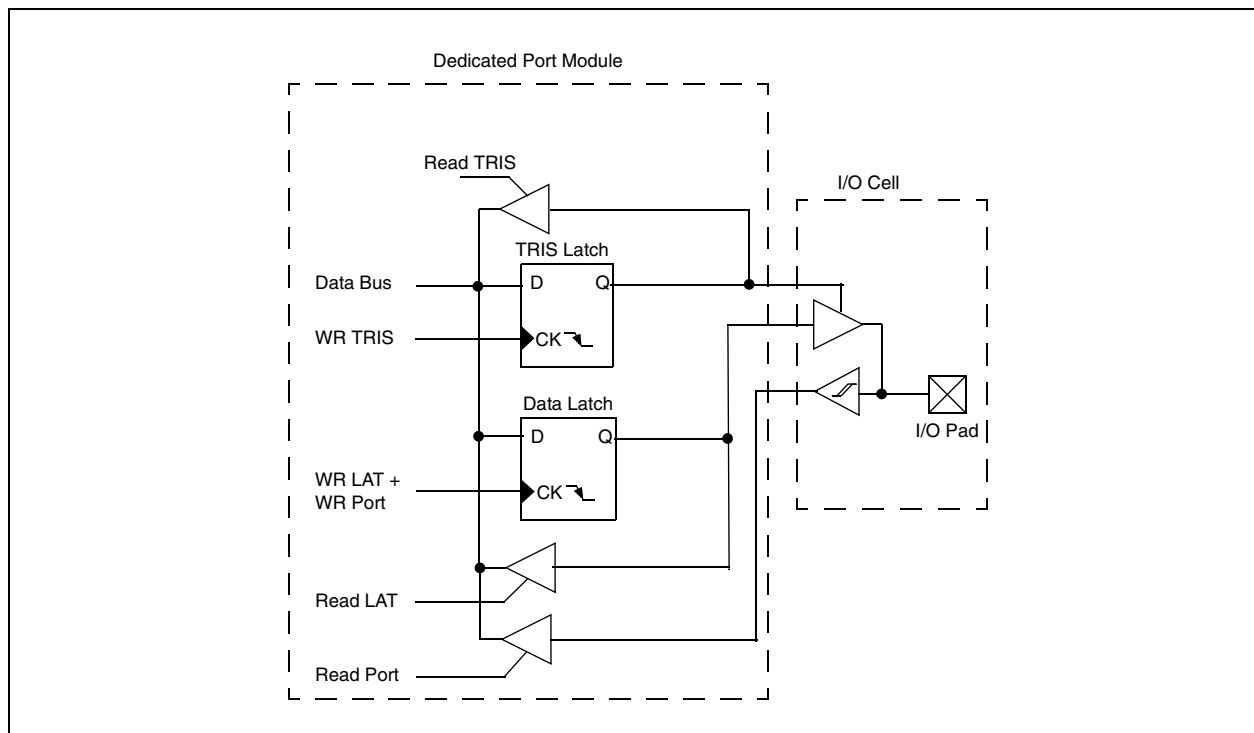 Dedicated Port Module
Read TRIS
I/O Cell
TRIS Latch
Data Bus
D
Q
WR TRIS
CK
Data Latch
I/O Pad
D
Q
WR LAT +
WR Port
CK
Read LAT
Read Port